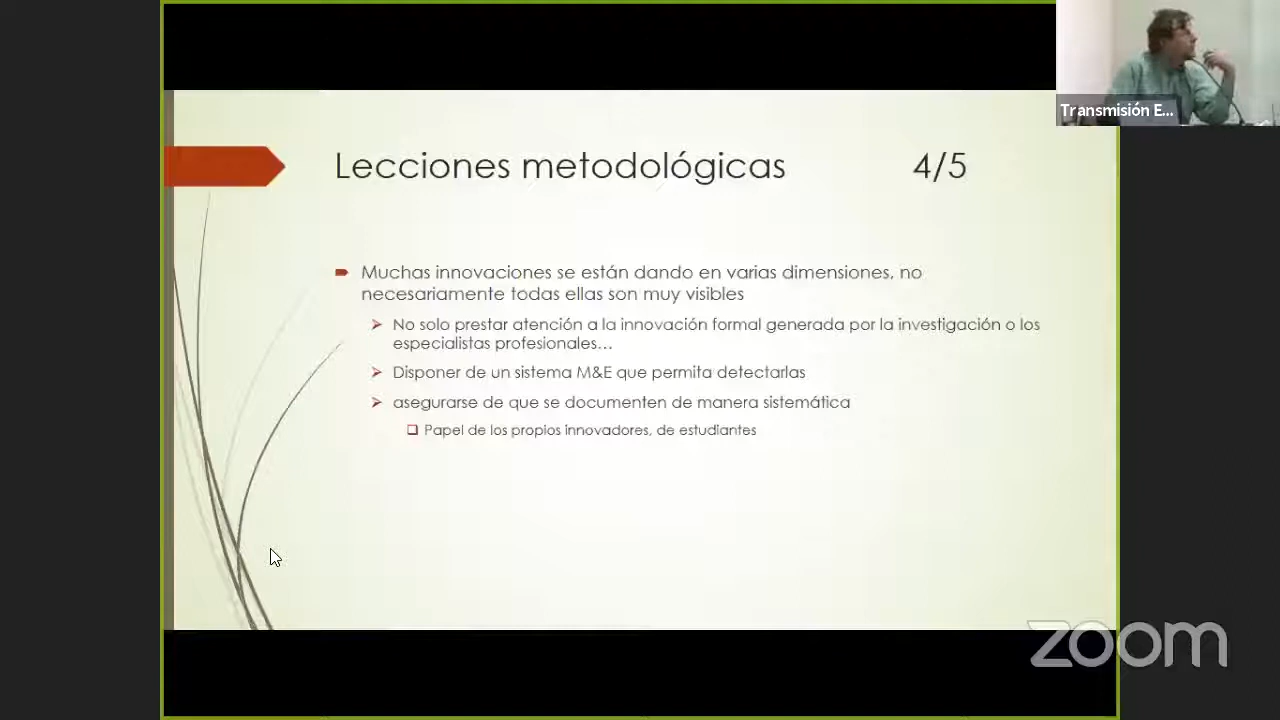 Transmisión E...
Lecciones metodológicas 4/5
Muchas innovaciones se están dando en varias dimensiones, no
necesariamente todas ellas son muy visibles
No solo prestar atención a la innovación formal generada por la investigación o los
especialistas profesionales...
Disponer de un sistema M&E que permita detectarlas
asegurarse de que se documenten de manera sistemática
Papel de los propios innovadores, de estudiantes
zoom